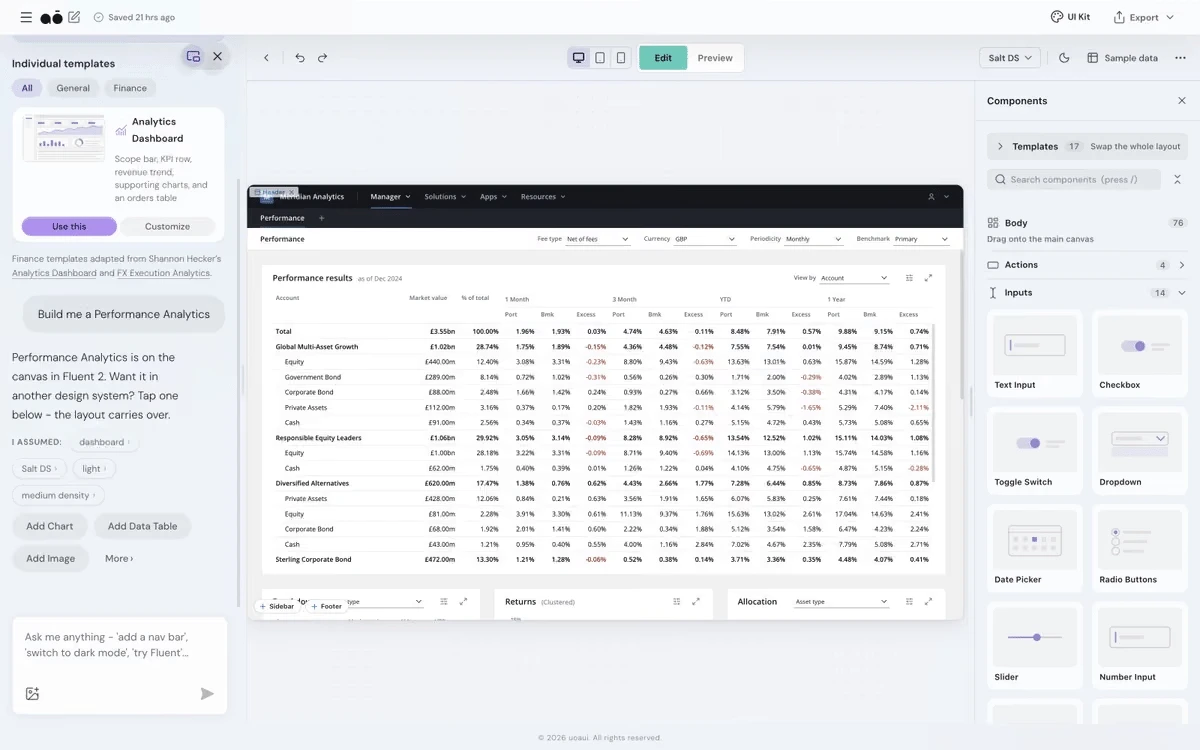 Saved 21 hrs ago
UI Kit
Export
Individual templates
All
General
Finance
Analytics
Dashboard
Scope bar, KPI row,
revenue trend,
supporting charts, and
an orders table
Use this
Customize
Finance templates adapted from Shannon Hecker's
Analytics Dashboard and FX Execution Analytics.
Build me a Performance Analytics
Performance Analytics is on the
canvas in Fluent 2. Want it in
another design system? Tap one
below – the layout carries over.
I ASSUMED:
dashboard ›
Salt DS ›
light ›
medium density ›
Add Chart
Add Data Table
Add Image
More ›
Ask me anything – 'add a nav bar',
'switch to dark mode', 'try Fluent'...
Edit
Preview
Salt DS
Sample data
Header ×
Meridian Analytics
Manager
Solutions
Apps
Resources
Performance +
Performance
Fee type Net of fees
Currency GBP
Periodicity Monthly
Benchmark Primary
Performance results as of Dec 2024
View by Account
Account Market value % of total 1 Month 3 Month YTD 1 Year
Port Bmk Excess Port Bmk Excess Port Bmk Excess Port Bmk Excess
Total £3.55bn 100.00% 1.96% 1.93% 0.03% 4.74% 4.63% 0.11% 8.48% 7.91% 0.57% 9.88% 9.15% 0.74%
Global Multi-Asset Growth £1.02bn 28.74% 1.75% 1.89% -0.15% 4.36% 4.48% -0.12% 7.55% 7.54% 0.01% 9.45% 8.74% 0.71%
Equity £440.00m 12.40% 3.08% 3.31% -0.23% 8.80% 9.43% -0.63% 13.63% 13.01% 0.63% 15.87% 14.59% 1.28%
Government Bond £289.00m 8.14% 0.72% 1.02% -0.31% 0.56% 0.26% 0.30% 1.71% 2.00% -0.29% 4.02% 2.89% 1.13%
Corporate Bond £88.00m 2.48% 1.66% 1.42% 0.24% 0.93% 0.27% 0.66% 3.12% 3.50% -0.38% 4.31% 4.17% 0.14%
Private Assets £112.00m 3.16% 0.37% 0.17% 0.20% 1.82% 1.93% -0.11% 4.14% 5.79% -1.65% 5.29% 7.40% -2.11%
Cash £91.00m 2.56% 0.34% 0.37% -0.03% 1.43% 1.16% 0.27% 5.15% 4.72% 0.43% 5.73% 5.08% 0.65%
Responsible Equity Leaders £1.06bn 29.92% 3.05% 3.14% -0.09% 8.28% 8.92% -0.65% 13.54% 12.52% 1.02% 15.11% 14.03% 1.08%
Equity £1.00bn 28.18% 3.22% 3.31% -0.09% 8.71% 9.40% -0.69% 14.13% 13.00% 1.13% 15.74% 14.58% 1.16%
Cash £62.00m 1.75% 0.40% 0.39% 0.01% 1.26% 1.22% 0.04% 4.10% 4.75% -0.65% 4.87% 5.15% -0.28%
Diversified Alternatives £620.00m 17.47% 1.38% 0.76% 0.62% 4.43% 2.66% 1.77% 7.28% 6.44% 0.85% 8.73% 7.86% 0.87%
Private Assets £428.00m 12.06% 0.84% 0.21% 0.63% 3.56% 1.91% 1.65% 6.07% 5.83% 0.25% 7.61% 7.44% 0.18%
Equity £81.00m 2.28% 3.91% 3.30% 0.61% 11.13% 9.37% 1.76% 15.63% 13.02% 2.61% 17.04% 14.63% 2.41%
Corporate Bond £68.00m 1.92% 2.01% 1.41% 0.60% 2.22% 0.34% 1.88% 5.12% 3.54% 1.58% 6.47% 4.23% 2.24%
Cash £43.00m 1.21% 0.95% 0.40% 0.55% 4.00% 1.16% 2.84% 7.02% 4.67% 2.35% 7.79% 5.08% 2.71%
Sterling Corporate Bond £472.00m 13.30% 1.21% 1.28% -0.06% 0.52% 0.38% 0.14% 3.71% 3.36% 0.35% 4.48% 4.07% 0.41%
+ Sidebar
+ Footer
Returns (Clustered)
Allocation
Asset type
Components
Templates 17 Swap the whole layout
Search components (press /)
Body 76
Drag onto the main canvas
Actions 4
Inputs 14
Text Input
Checkbox
Toggle Switch
Dropdown
Date Picker
Radio Buttons
Slider
Number Input
© 2026 uoaui. All rights reserved.